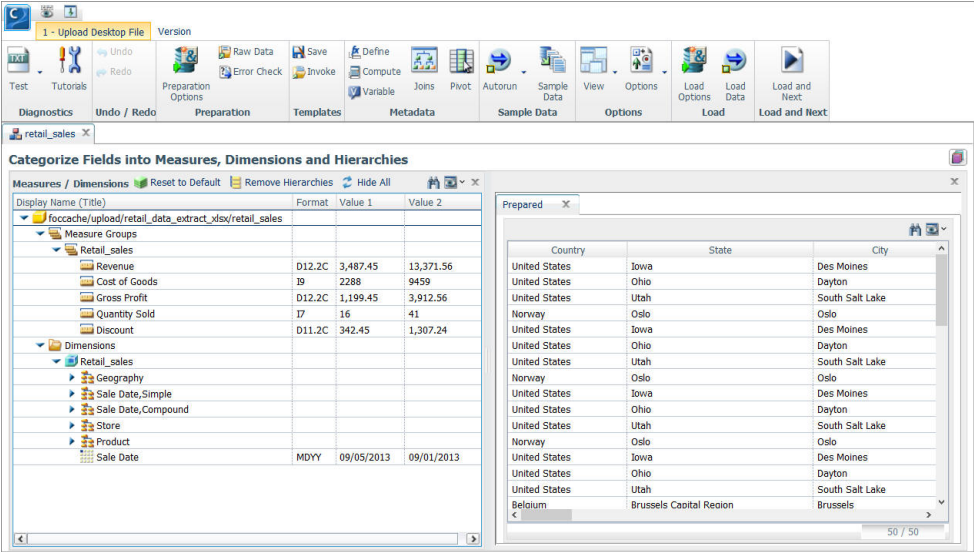 1 - Upload Desktop File Version
TXT Undo Raw Data Save Define
Redo Error Check Invoke Compute
Variable
Test Tutorials Preparation Options Joins Pivot Autorun Sample Data View Options Load Options Load Data Load and Next
Diagnostics Undo / Redo Preparation Templates Metadata Sample Data Options Load Load and Next
retail_sales X
Categorize Fields into Measures, Dimensions and Hierarchies
Measures / Dimensions Reset to Default Remove Hierarchies Hide All
Display Name (Title) Format Value 1 Value 2
foccache/upload/retail_data_extract_xlsx/retail_sales
Measure Groups
Retail_sales
Revenue D12.2C 3,487.45 13,371.56
Cost of Goods I9 2288 9459
Gross Profit D12.2C 1,199.45 3,912.56
Quantity Sold I7 16 41
Discount D11.2C 342.45 1,307.24
Dimensions
Retail_sales
Geography
Sale Date,Simple
Sale Date,Compound
Store
Product
Sale Date MDYY 09/05/2013 09/01/2013
Prepared X
Country State City
United States Iowa Des Moines
United States Ohio Dayton
United States Utah South Salt Lake
Norway Oslo Oslo
United States Iowa Des Moines
United States Ohio Dayton
United States Utah South Salt Lake
Norway Oslo Oslo
United States Iowa Des Moines
United States Ohio Dayton
United States Utah South Salt Lake
Norway Oslo Oslo
United States Iowa Des Moines
United States Ohio Dayton
United States Utah South Salt Lake
Belgium Brussels Capital Region Brussels
50 / 50